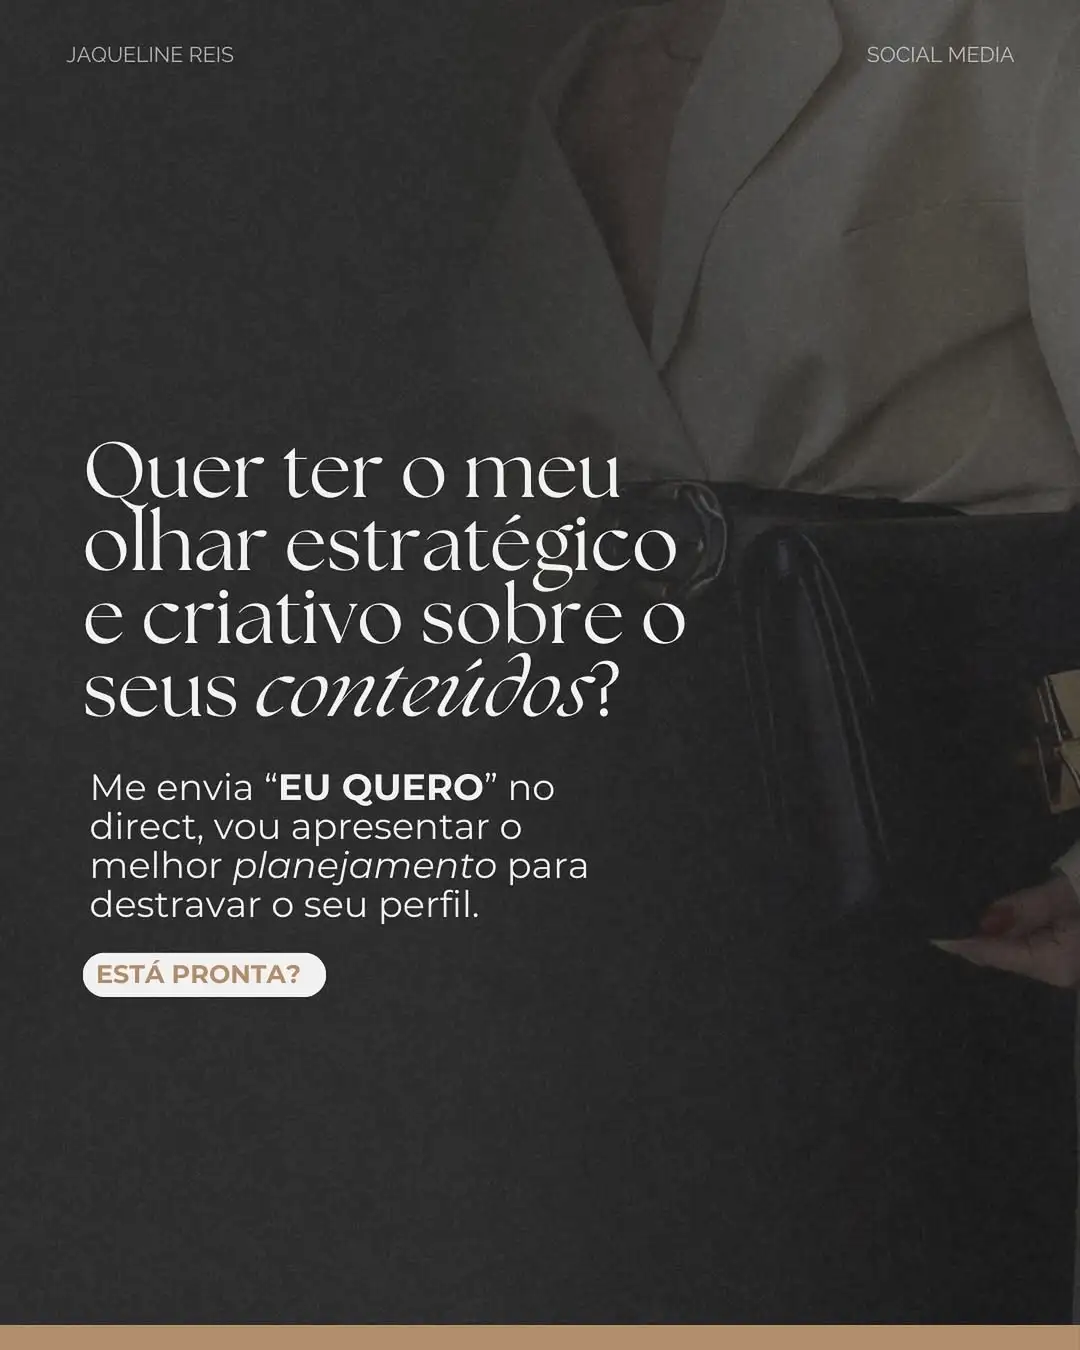 JAQUELINE REIS
SOCIAL MEDIA
Quer ter o meu
olhar estratégico
e criativo sobre o
seus conteúdos?
Me envia “EU QUERO” no
direct, vou apresentar o
melhor planejamento para
destravar o seu perfil.
ESTÁ PRONTA?